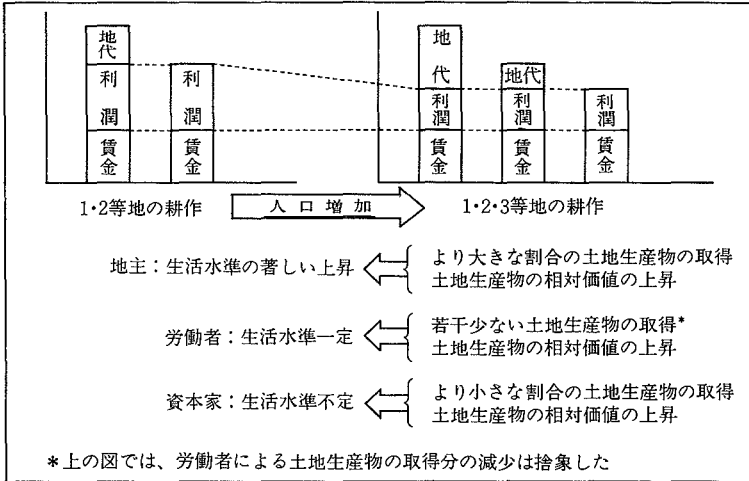 地代
利潤
賃金
利潤
賃金
地代
利潤
賃金
地代
利潤
賃金
利潤
賃金
1・2等地の耕作
人口増加
1・2・3等地の耕作
地主:生活水準の著しい上昇
より大きな割合の土地生産物の取得
土地生産物の相対価値の上昇
労働者:生活水準一定
若干少ない土地生産物の取得*
土地生産物の相対価値の上昇
資本家:生活水準不定
より小さな割合の土地生産物の取得
土地生産物の相対価値の上昇
*上の図では、労働者による土地生産物の取得分の減少は捨象した